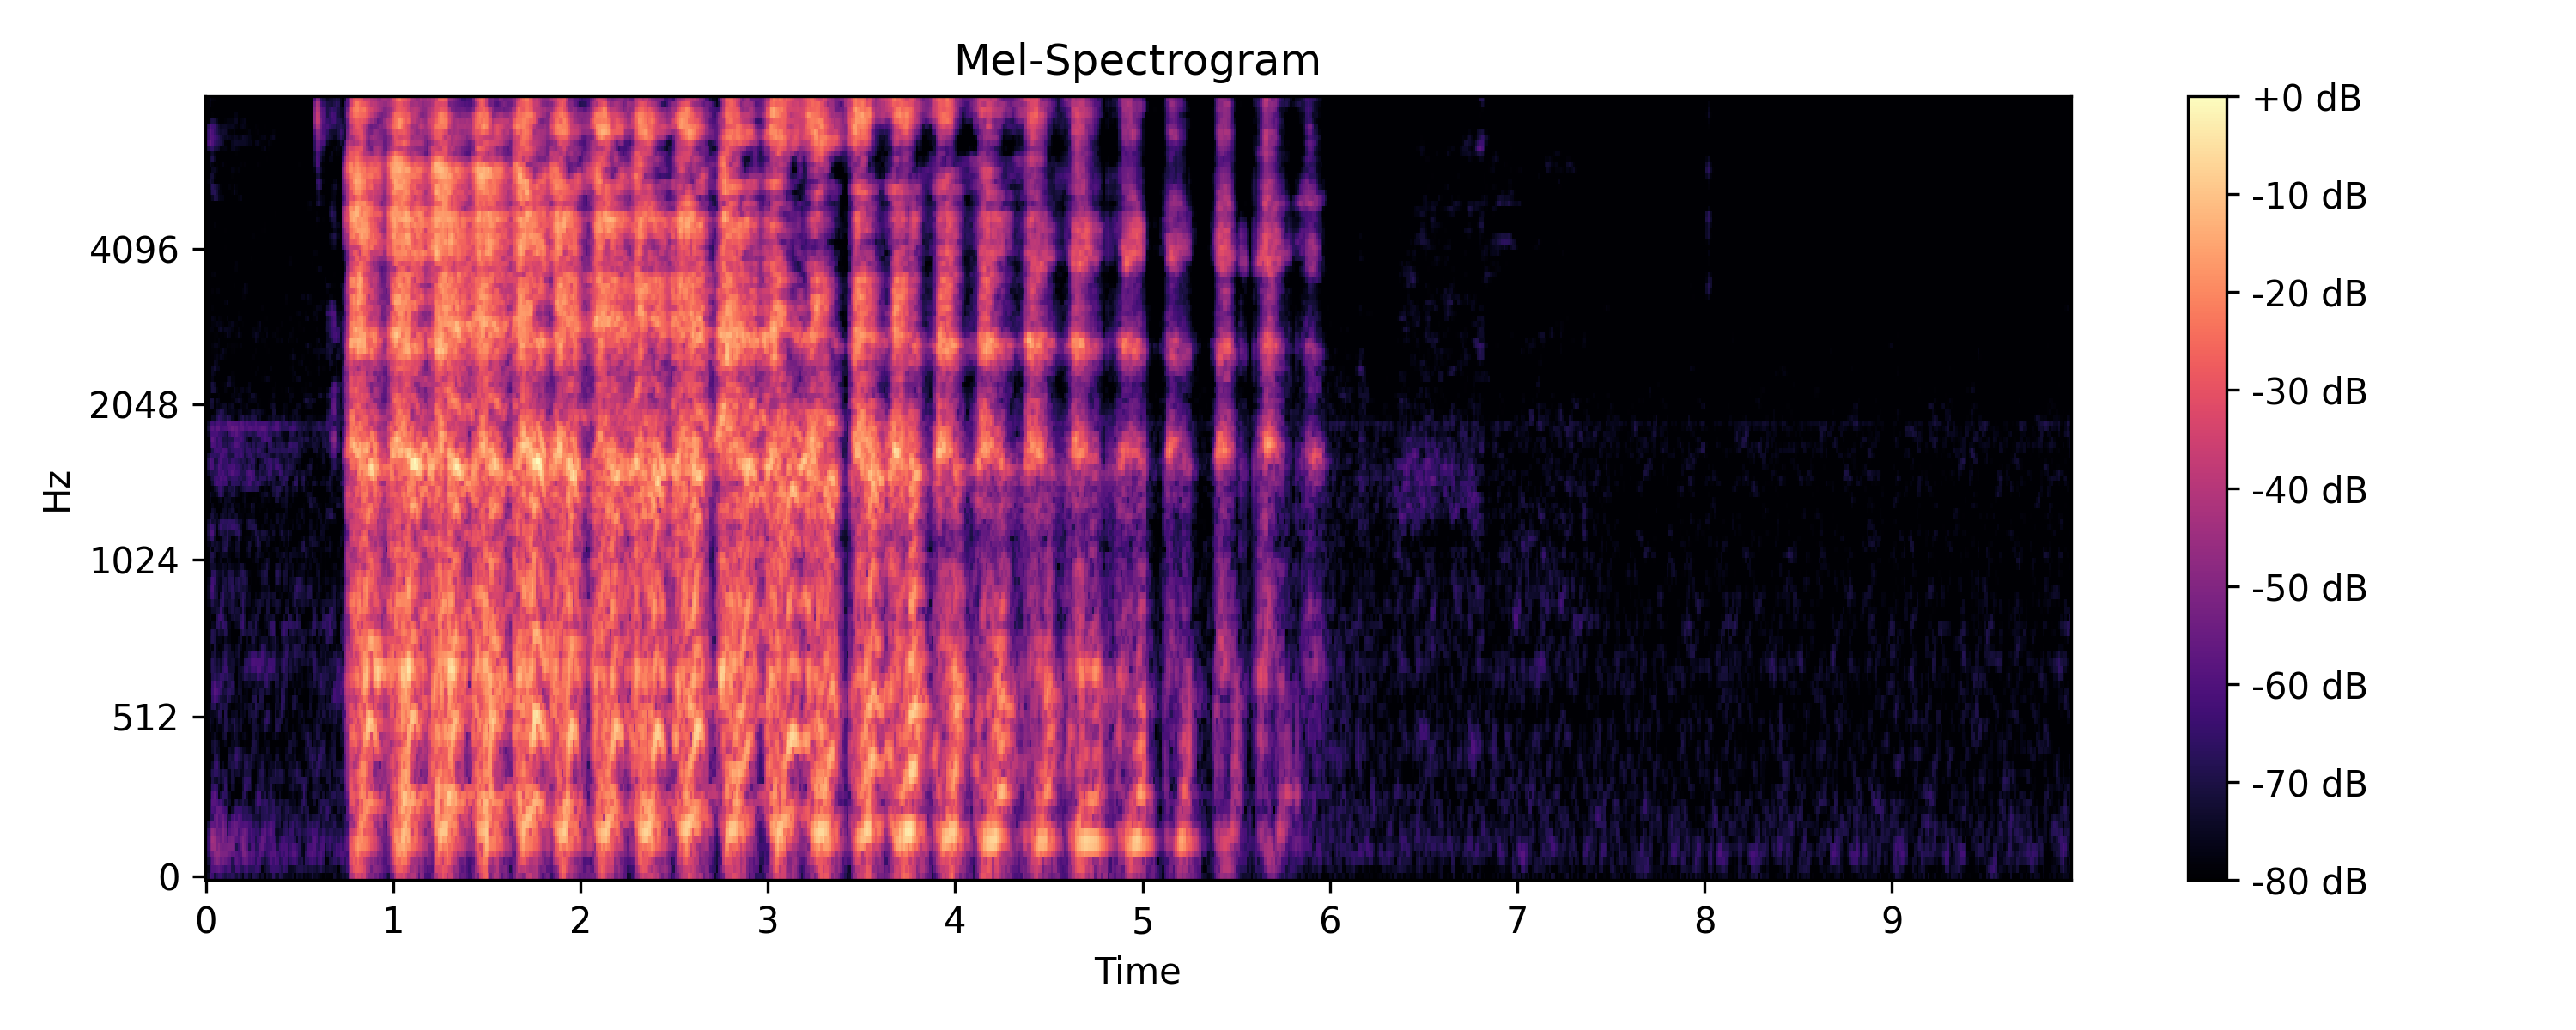 Mel-Spectrogram
Hz
4096
2048
1024
512
0
0 1 2 3 4 5 6 7 8 9
Time
+0 dB
-10 dB
-20 dB
-30 dB
-40 dB
-50 dB
-60 dB
-70 dB
-80 dB